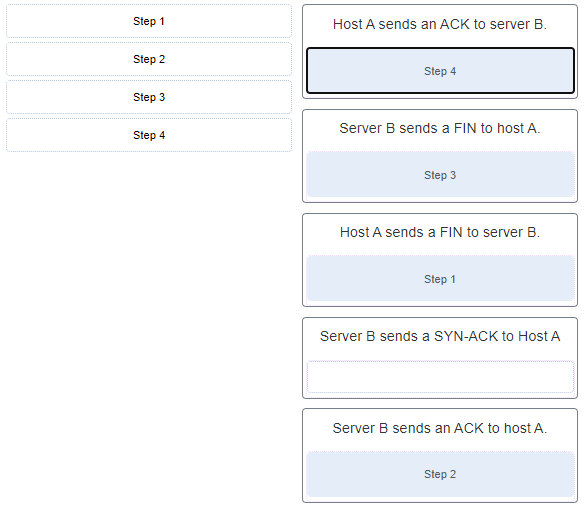 Step 1
Step 2
Step 3
Step 4
Host A sends an ACK to server B.
Step 4
Server B sends a FIN to host A.
Step 3
Host A sends a FIN to server B.
Step 1
Server B sends a SYN-ACK to Host A
Server B sends an ACK to host A.
Step 2